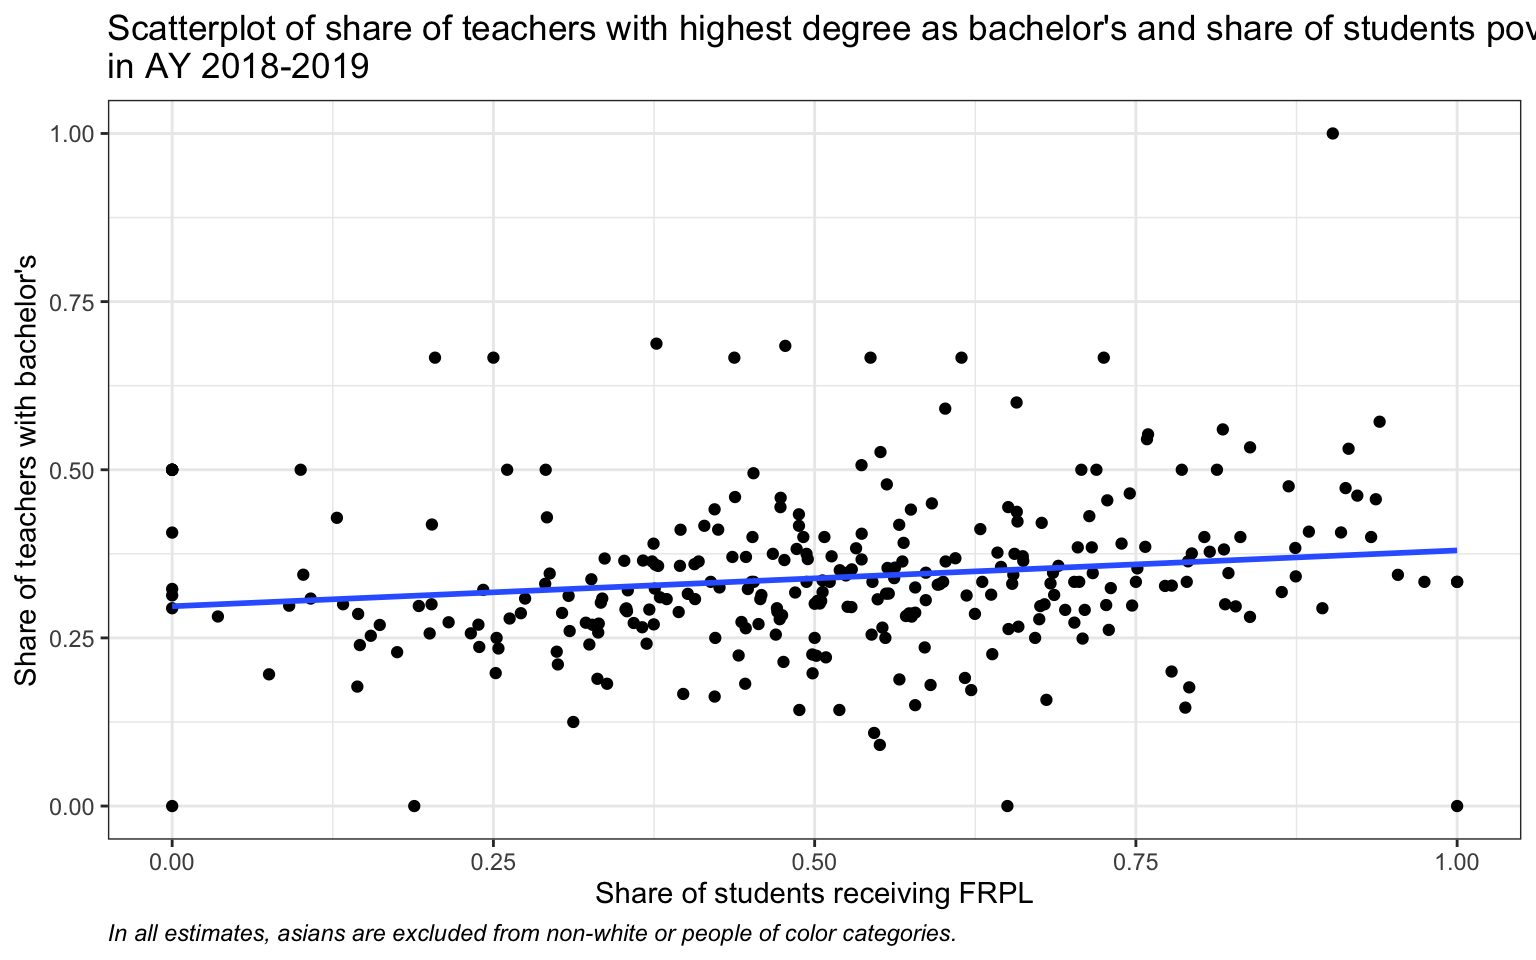 Scatterplot of share of teachers with highest degree as bachelor's and share of students pov
in AY 2018-2019
1.00
0.75
0.50
0.25
0.00
Share of teachers with bachelor's
0.00 0.25 0.50 0.75 1.00
Share of students receiving FRPL
In all estimates, asians are excluded from non-white or people of color categories.